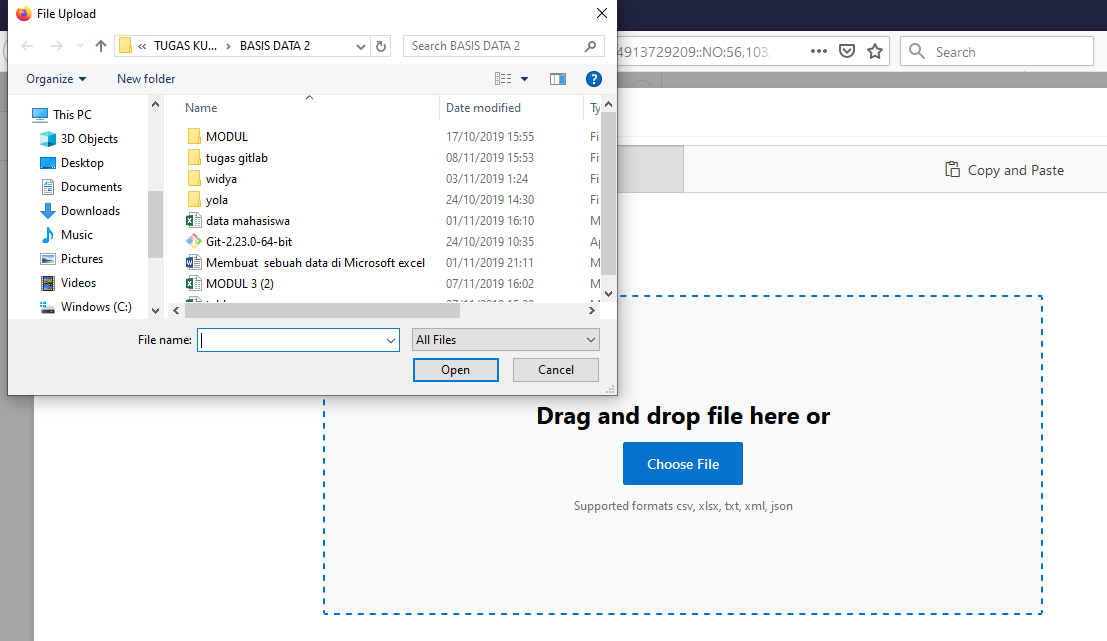 File Upload
« TUGAS KU... › BASIS DATA 2
Search BASIS DATA 2
4913729209::NO:56,103,
Search
Organize
New folder
Name
Date modified
Ty
This PC
3D Objects
Desktop
Documents
Downloads
Music
Pictures
Videos
Windows (C:)
MODUL 17/10/2019 15:55 Fi
tugas gitlab 08/11/2019 15:53 Fi
widya 03/11/2019 1:24 Fi
yola 24/10/2019 14:30 Fi
data mahasiswa 01/11/2019 16:10 M
Git-2.23.0-64-bit 24/10/2019 10:35 Ap
Membuat sebuah data di Microsoft excel 01/11/2019 21:11 M
MODUL 3 (2) 07/11/2019 16:02 M
File name:
All Files
Open
Cancel
Copy and Paste
Drag and drop file here or
Choose File
Supported formats csv, xlsx, txt, xml, json